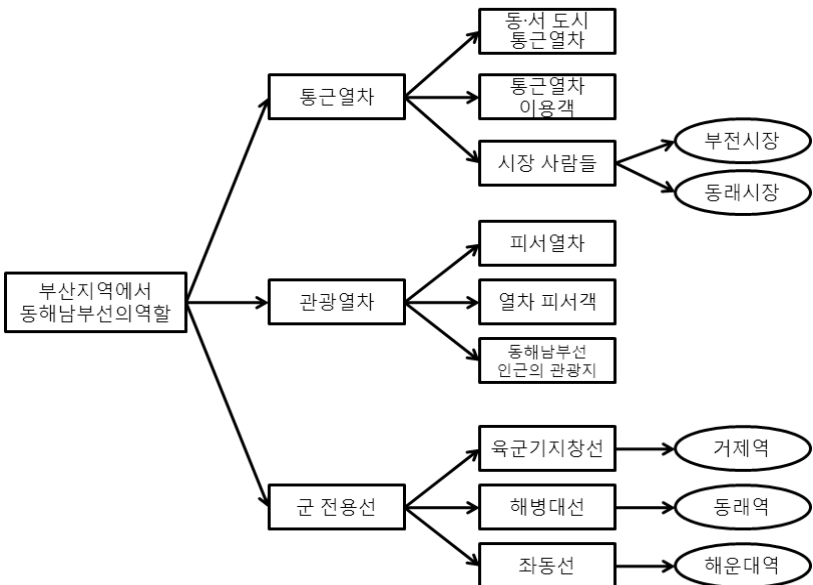 동·서 도시
통근열차
통근열차
통근열차
이용객
시장 사람들
부전시장
동래시장
부산지역에서
동해남부선의역할
관광열차
피서열차
열차 피서객
동해남부선
인근의 관광지
군 전용선
육군기지창선
거제역
해병대선
동래역
좌동선
해운대역